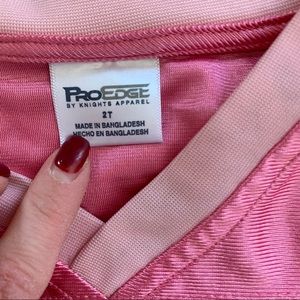 PROEDGE
BY KNIGHTS APPAREL
2T
MADE IN BANGLADESH
HECHO EN BANGLADESH